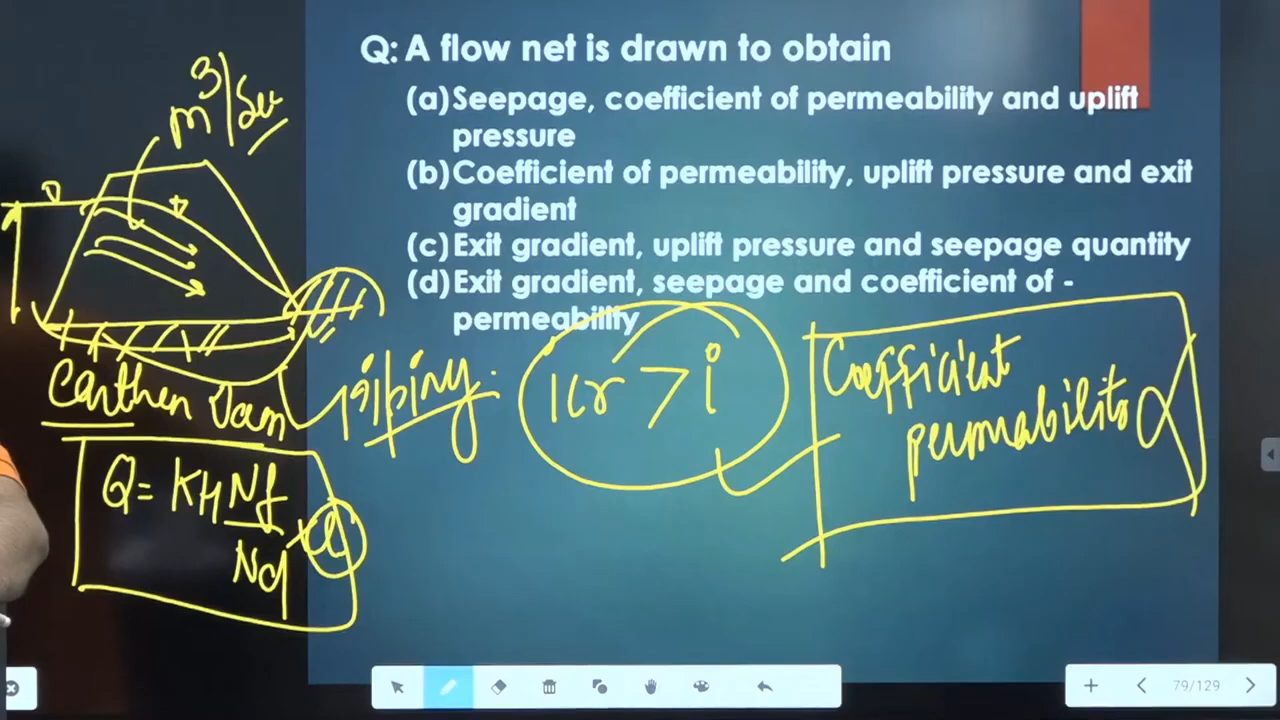 Q: A flow net is drawn to obtain
(a) Seepage, coefficient of permeability and uplift
pressure
(b) Coefficient of permeability, uplift pressure and exit
gradient
(c) Exit gradient, uplift pressure and seepage quantity
(d) Exit gradient, seepage and coefficient of -
permeability
m³/Sec
Earthen Dam
piping
icr > i
Coefficient
permability
Q = KH Nf
Nd
79/129